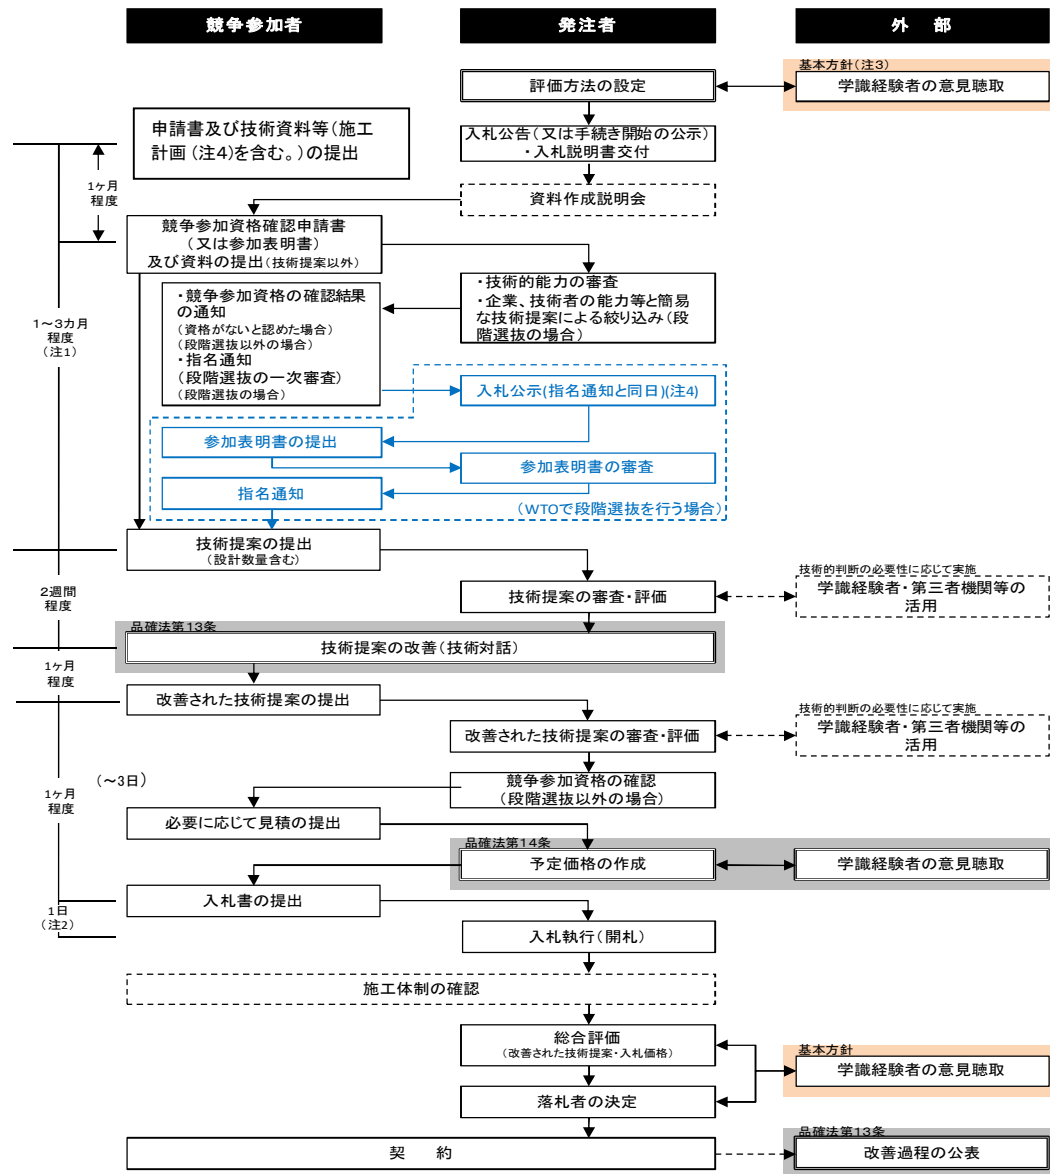 競争参加者
発注者
外　部
基本方針(注3)
評価方法の設定
学識経験者の意見聴取
申請書及び技術資料等(施工
計画(注4)を含む。)の提出
入札公告(又は手続き開始の公示)
・入札説明書交付
1ヶ月
程度
資料作成説明会
競争参加資格確認申請書
(又は参加表明書)
及び資料の提出(技術提案以外)
・技術的能力の審査
・企業、技術者の能力等と簡易
な技術提案による絞り込み(段
階選抜の場合)
・競争参加資格の確認結果
の通知
(資格がないと認めた場合)
(段階選抜以外の場合)
・指名通知
(段階選抜の一次審査)
(段階選抜の場合)
1～3カ月
程度
(注1)
入札公示(指名通知と同日)(注4)
参加表明書の提出
参加表明書の審査
指名通知
(WTOで段階選抜を行う場合)
技術提案の提出
(設計数量含む)
2週間
程度
技術提案の審査・評価
技術的判断の必要性に応じて実施
学識経験者・第三者機関等の
活用
品確法第13条
技術提案の改善(技術対話)
1ヶ月
程度
改善された技術提案の提出
改善された技術提案の審査・評価
技術的判断の必要性に応じて実施
学識経験者・第三者機関等の
活用
(～3日)
1ヶ月
程度
競争参加資格の確認
(段階選抜以外の場合)
必要に応じて見積の提出
品確法第14条
予定価格の作成
学識経験者の意見聴取
入札書の提出
1日
(注2)
入札執行(開札)
施工体制の確認
総合評価
(改善された技術提案・入札価格)
基本方針
学識経験者の意見聴取
落札者の決定
品確法第13条
契　約
改善過程の公表